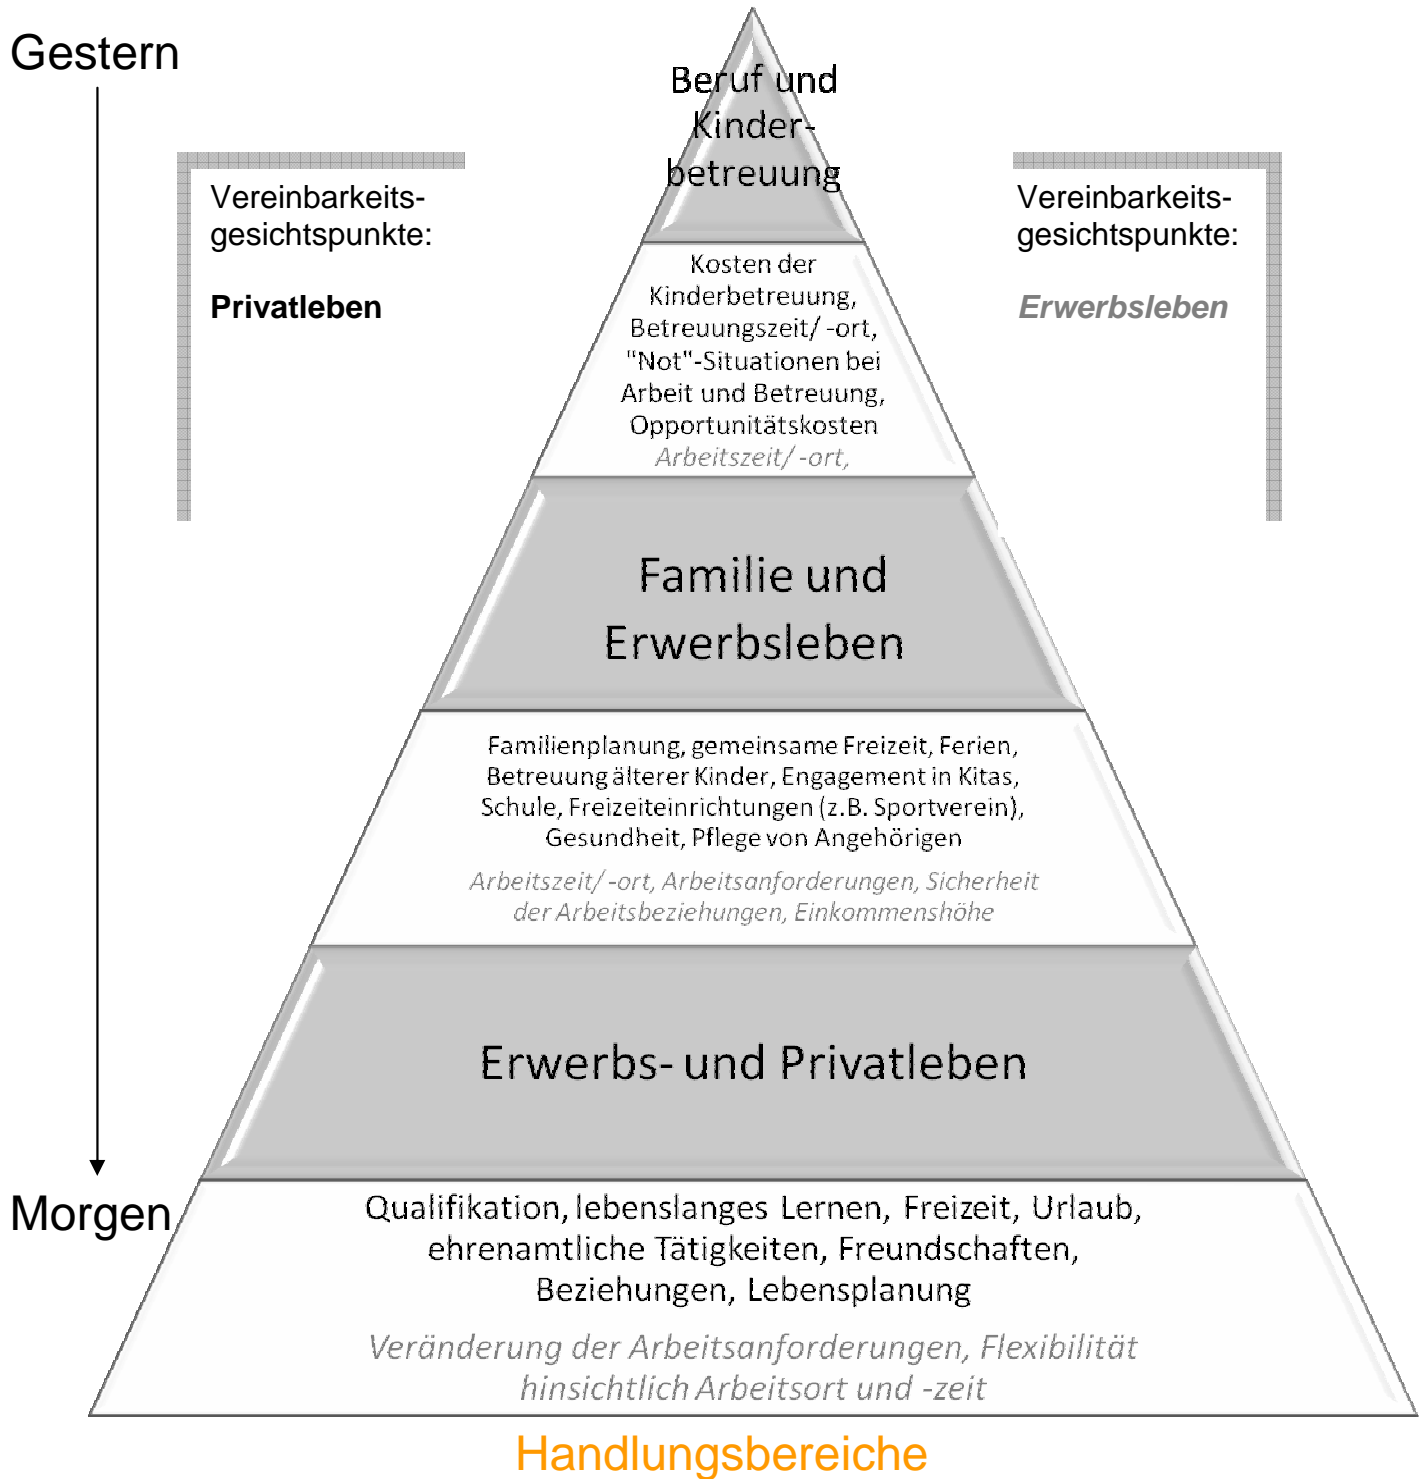 Gestern
Beruf und
Kinder-
betreuung
Vereinbarkeits-
gesichtspunkte:
Privatleben
Vereinbarkeits-
gesichtspunkte:
Erwerbsleben
Kosten der
Kinderbetreuung,
Betreuungszeit/ -ort,
"Not"-Situationen bei
Arbeit und Betreuung,
Opportunitätskosten
Arbeitszeit/ -ort,
Familie und
Erwerbsleben
Familienplanung, gemeinsame Freizeit, Ferien,
Betreuung älterer Kinder, Engagement in Kitas,
Schule, Freizeiteinrichtungen (z.B. Sportverein),
Gesundheit, Pflege von Angehörigen
Arbeitszeit/ -ort, Arbeitsanforderungen, Sicherheit
der Arbeitsbeziehungen, Einkommenshöhe
Erwerbs- und Privatleben
Morgen
Qualifikation, lebenslanges Lernen, Freizeit, Urlaub,
ehrenamtliche Tätigkeiten, Freundschaften,
Beziehungen, Lebensplanung
Veränderung der Arbeitsanforderungen, Flexibilität
hinsichtlich Arbeitsort und -zeit
Handlungsbereiche